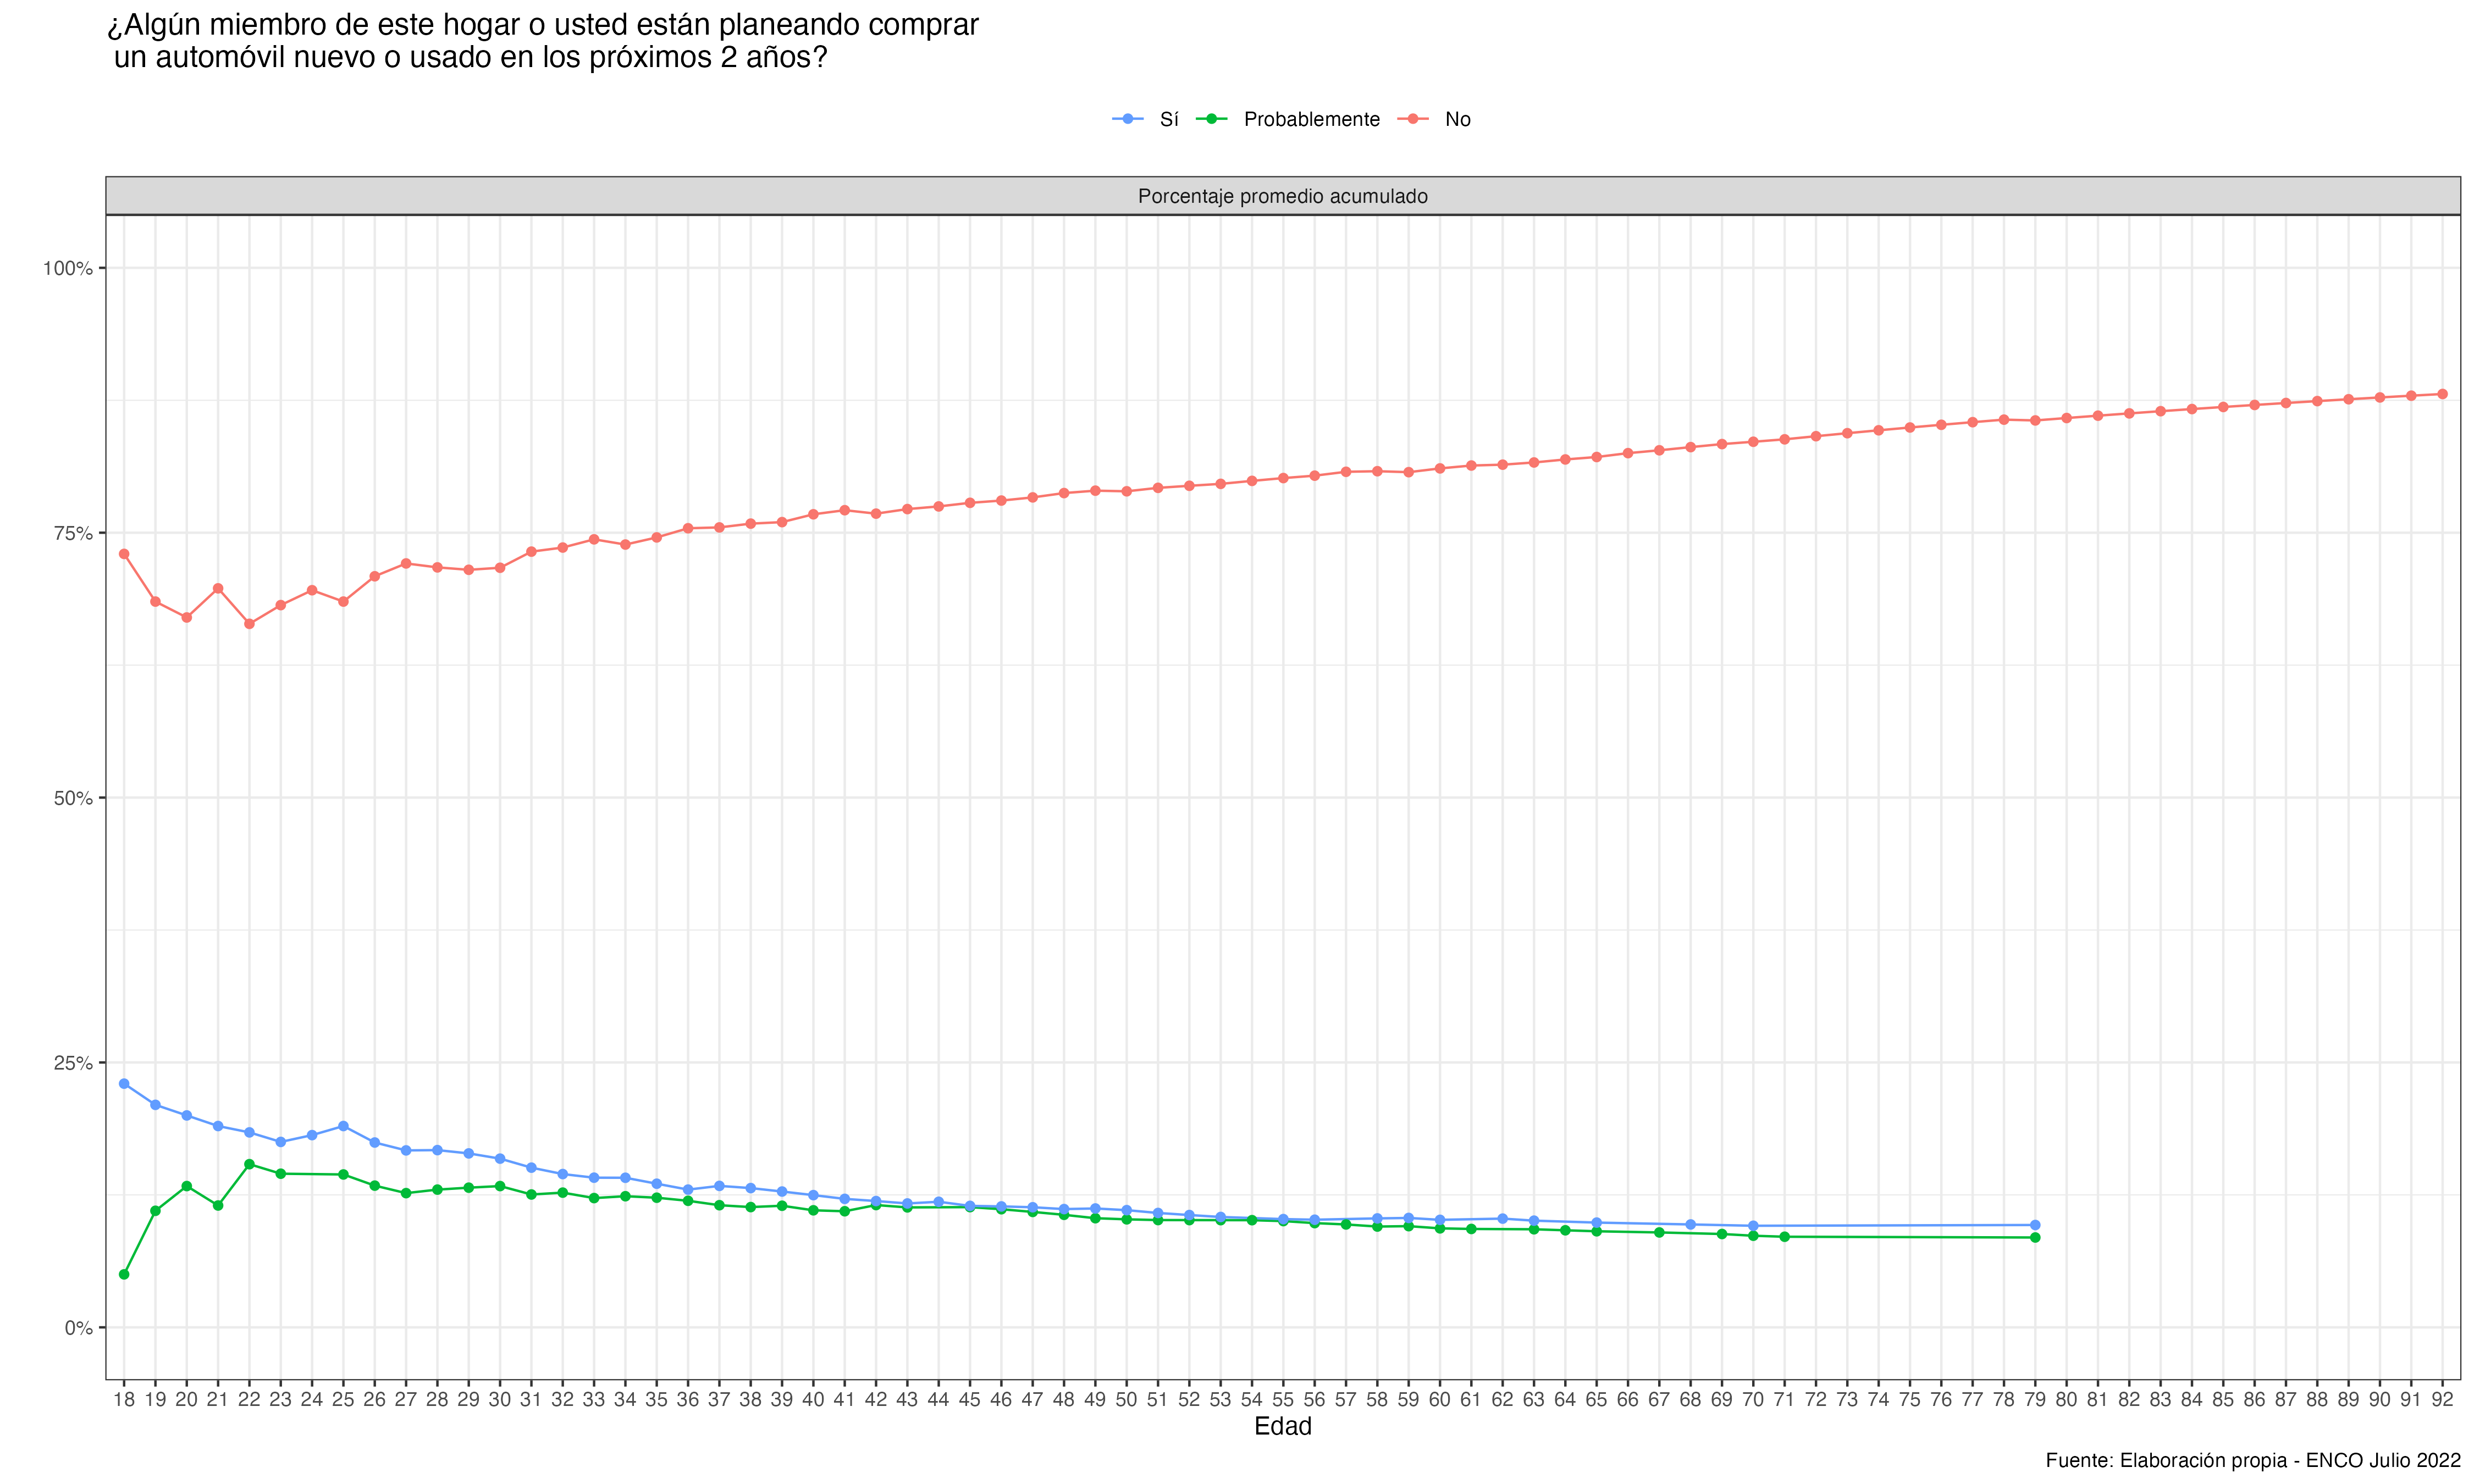 ¿Algún miembro de este hogar o usted están planeando comprar
un automóvil nuevo o usado en los próximos 2 años?
Sí Probablemente No
Porcentaje promedio acumulado
100%
75%
50%
25%
0%
18 19 20 21 22 23 24 25 26 27 28 29 30 31 32 33 34 35 36 37 38 39 40 41 42 43 44 45 46 47 48 49 50 51 52 53 54 55 56 57 58 59 60 61 62 63 64 65 66 67 68 69 70 71 72 73 74 75 76 77 78 79 80 81 82 83 84 85 86 87 88 89 90 91 92
Edad
Fuente: Elaboración propia - ENCO Julio 2022